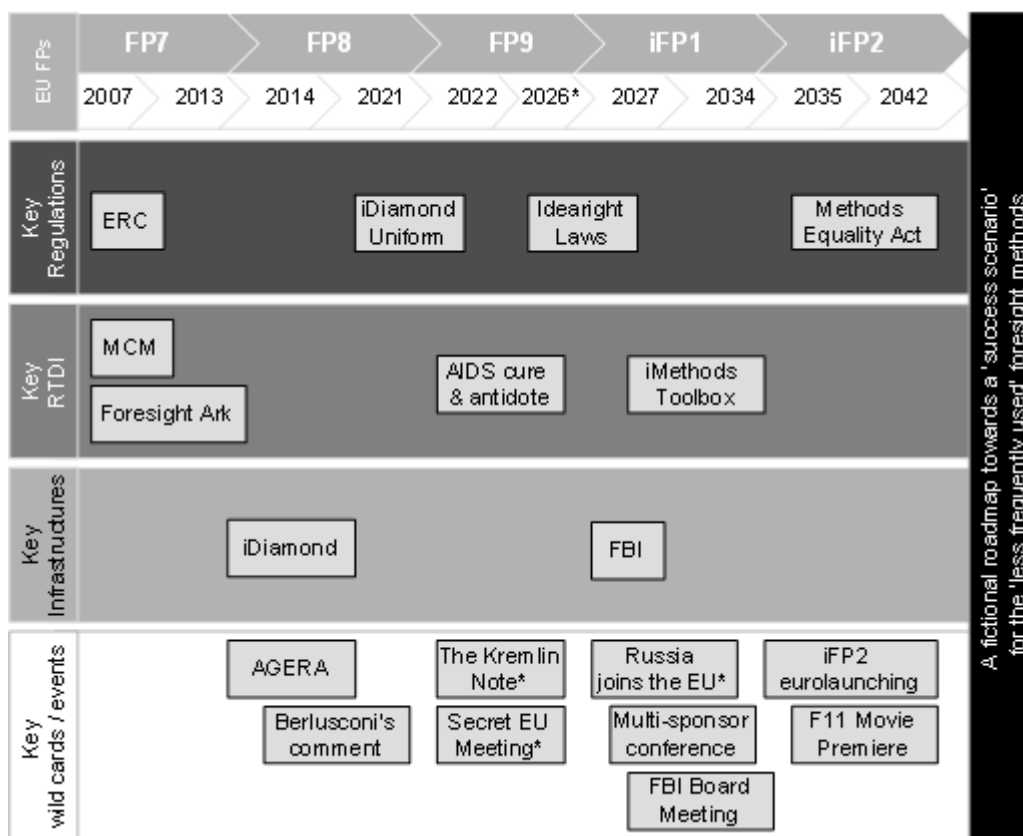 EU FPs
FP7
FP8
FP9
iFP1
iFP2
2007
2013
2014
2021
2022
2026*
2027
2034
2035
2042
Key
Regulations
ERC
iDiamond
Uniform
Idearight
Laws
Methods
Equality Act
Key
RTDI
MCM
Foresight Ark
AIDS cure
& antidote
iMethods
Toolbox
Key
Infrastructures
iDiamond
FBI
Key
wild cards / events
AGERA
The Kremlin
Note*
Russia
joins the EU*
iFP2
eurolaunching
Berlusconi's
comment
Secret EU
Meeting*
Multi-sponsor
conference
F11 Movie
Premiere
FBI Board
Meeting
A fictional roadmap towards a 'success scenario'
for the 'less frequently used' foresight methods